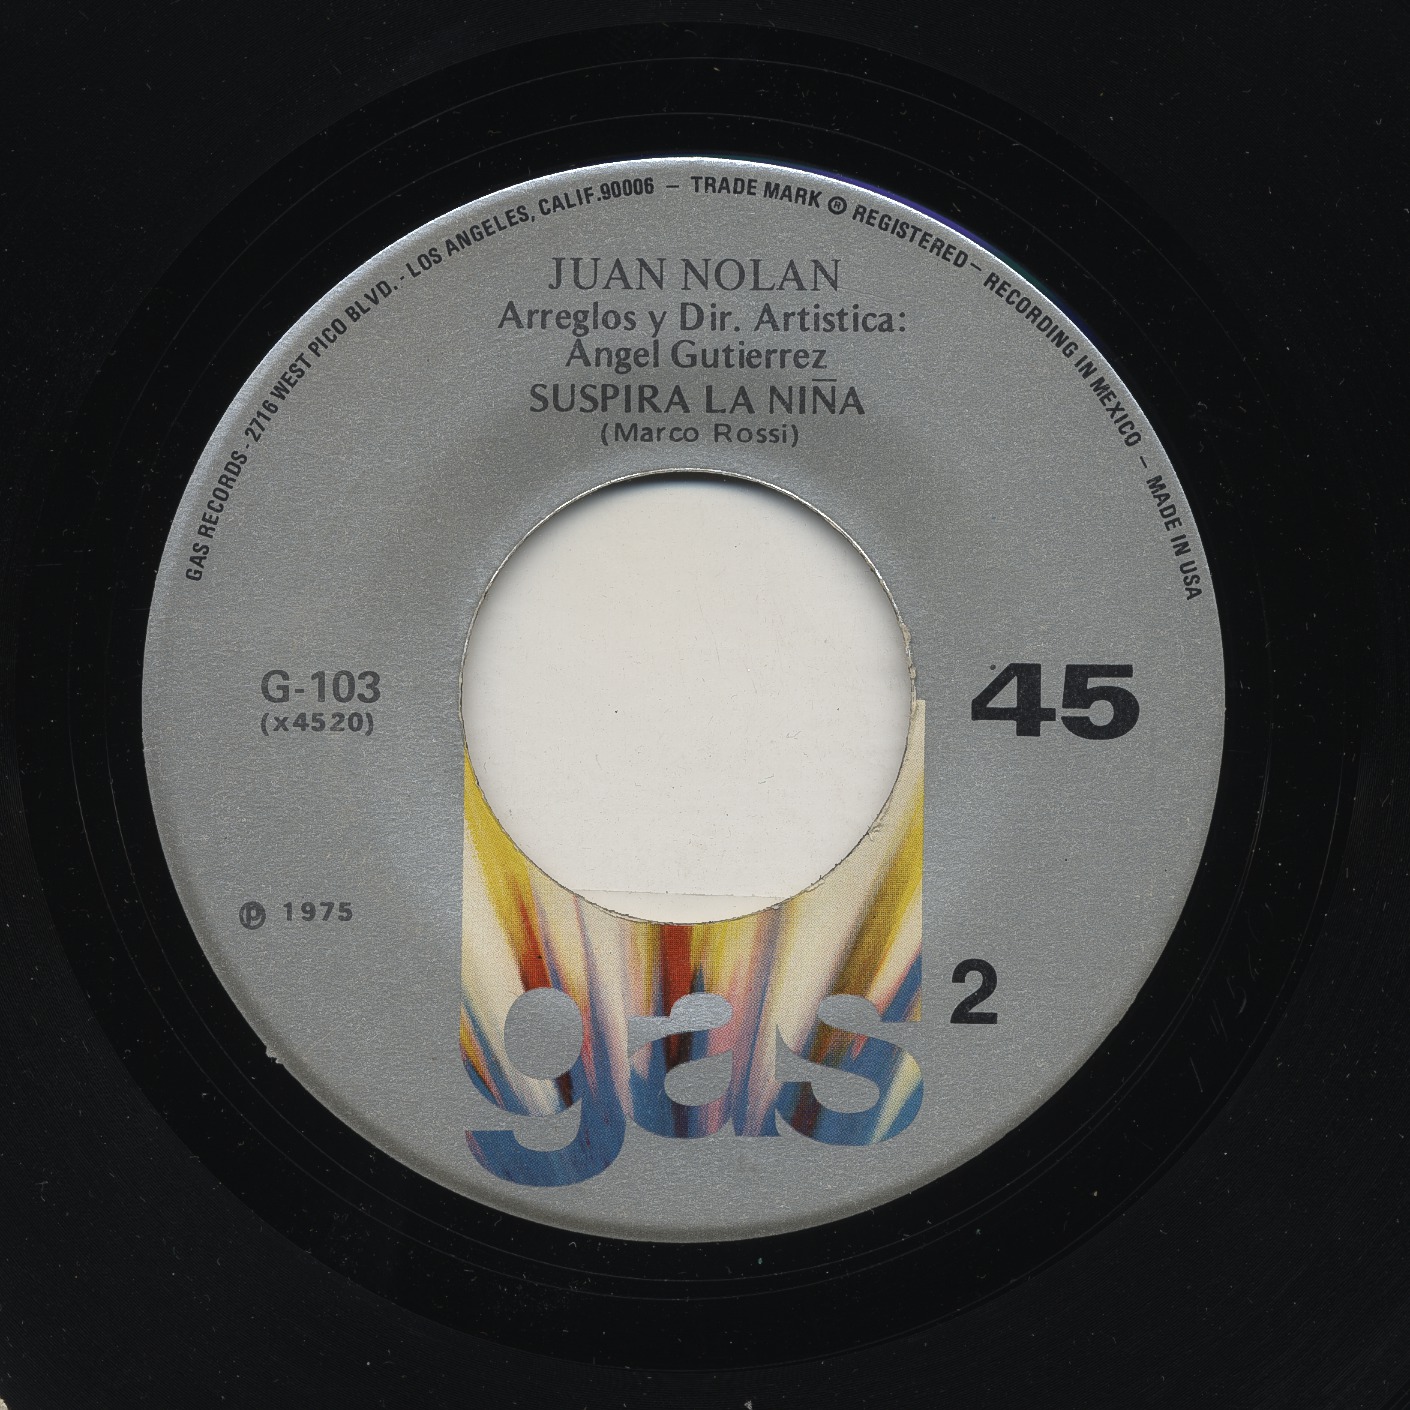 GAS RECORDS - 2716 WEST PICO BLVD. - LOS ANGELES, CALIF.90006 – TRADE MARK ® REGISTERED – RECORDING IN MEXICO – MADE IN USA
JUAN NOLAN
Arreglos y Dir. Artistica:
Angel Gutierrez
SUSPIRA LA NIÑA
(Marco Rossi)
G-103
(x4520)
45
℗ 1975
2
gas